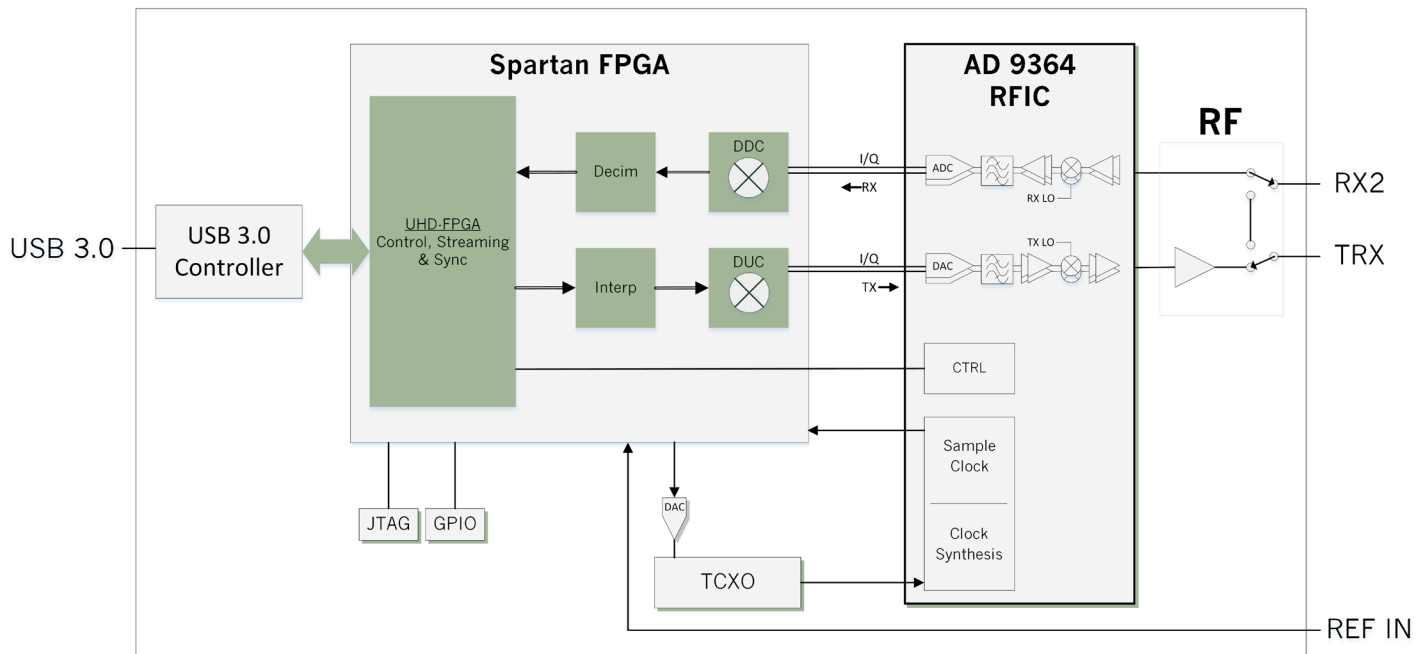 Spartan FPGA
AD 9364
RFIC
RF
DDC
Decim
I/Q
RX
ADC
RX LO
RX2
UHD-FPGA
Control, Streaming
& Sync
USB 3.0
USB 3.0
Controller
TRX
TX LO
DUC
Interp
I/Q
TX
DAC
CTRL
Sample
Clock
Clock
Synthesis
JTAG
GPIO
DAC
TCXO
REF IN